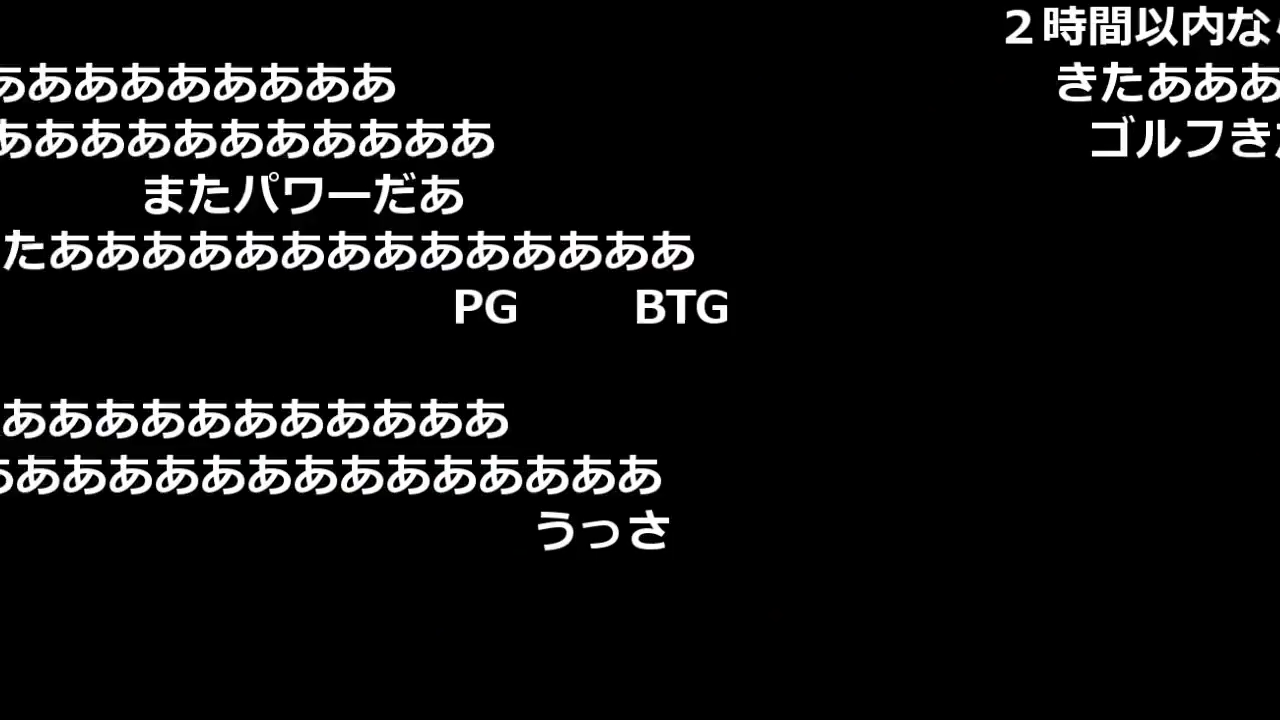 ２時間以内な
あああああああああ
きたあああ
あああああああああああ
ゴルフき
またパワーだあ
たああああああああああああああ
PG
BTG
あああああああああああ
あああああああああああああああ
うっさ